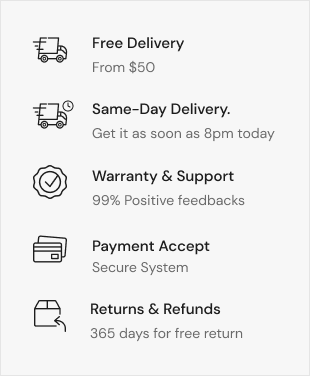 Free Delivery
From $50
Same-Day Delivery.
Get it as soon as 8pm today
Warranty & Support
99% Positive feedbacks
Payment Accept
Secure System
Returns & Refunds
365 days for free return